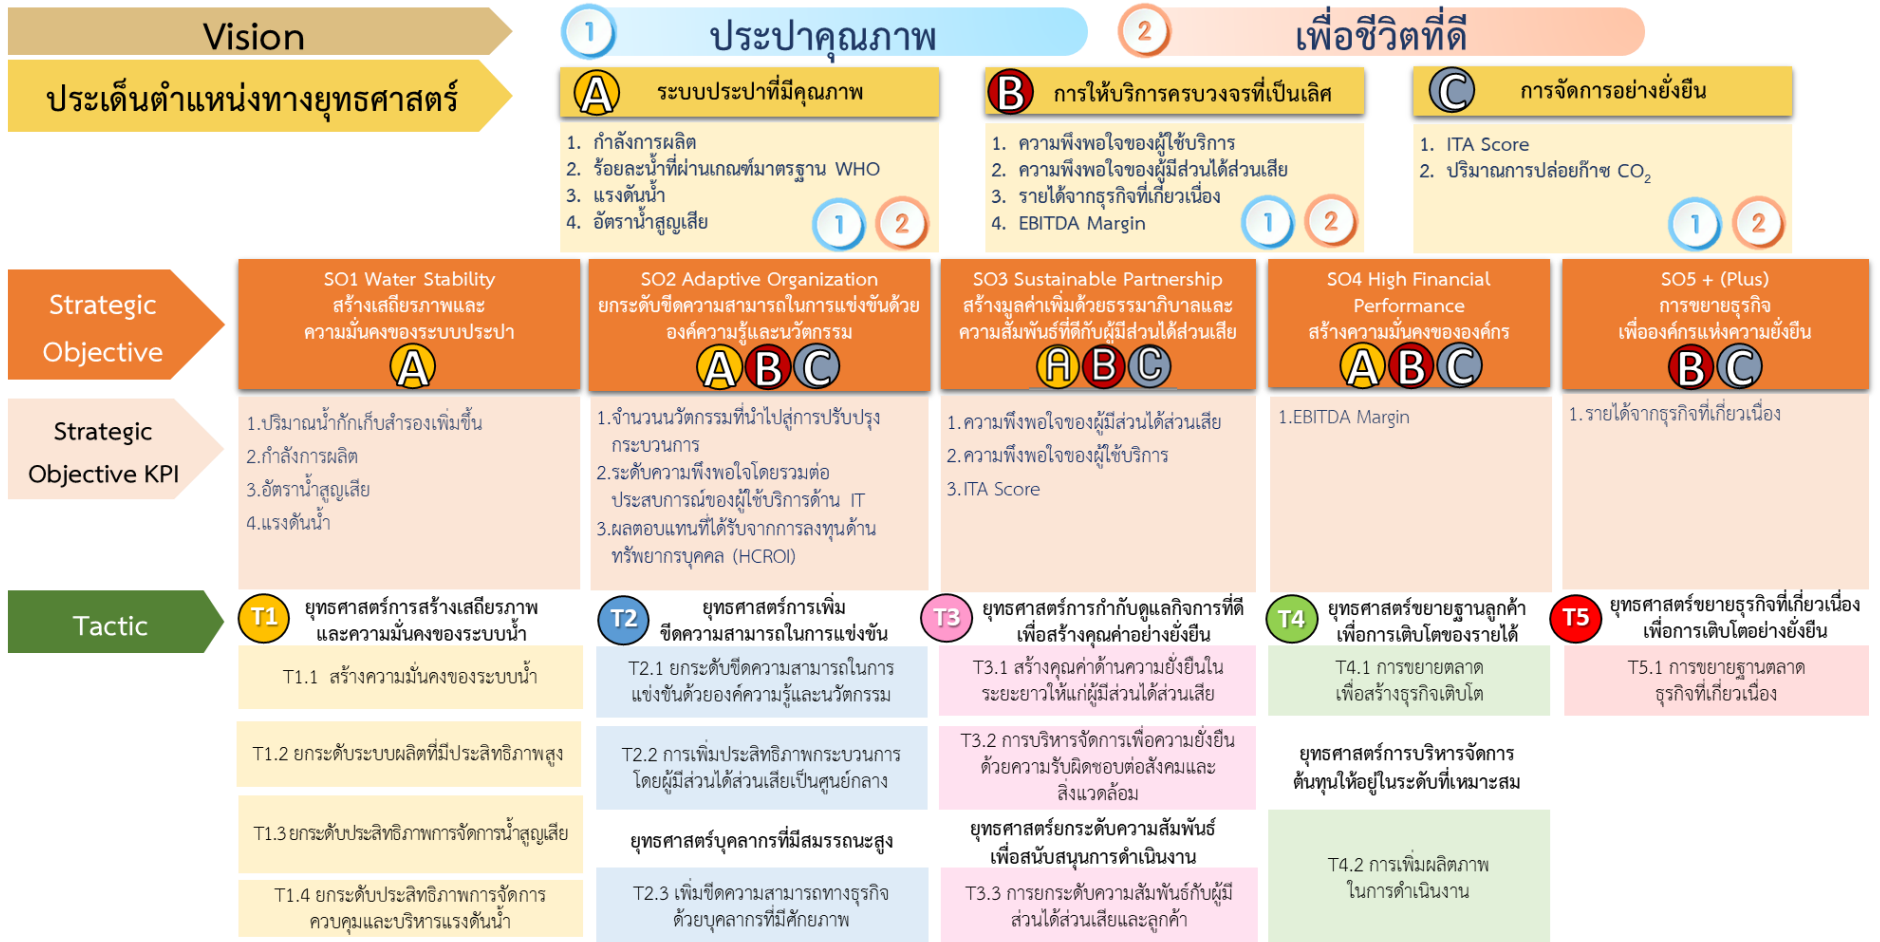 Vision
1
ประปาคุณภาพ
2
เพื่อชีวิตที่ดี
ประเด็นตำแหน่งทางยุทธศาสตร์
A
ระบบประปาที่มีคุณภาพ
1. กำลังการผลิต
2. ร้อยละน้ำที่ผ่านเกณฑ์มาตรฐาน WHO
3. แรงดันน้ำ
4. อัตราน้ำสูญเสีย
1 2
B
การให้บริการครบวงจรที่เป็นเลิศ
1. ความพึงพอใจของผู้ใช้บริการ
2. ความพึงพอใจของผู้มีส่วนได้ส่วนเสีย
3. รายได้จากธุรกิจที่เกี่ยวเนื่อง
4. EBITDA Margin
1 2
C
การจัดการอย่างยั่งยืน
1. ITA Score
2. ปริมาณการปล่อยก๊าซ CO2
1 2
Strategic
Objective
SO1 Water Stability
สร้างเสถียรภาพและ
ความมั่นคงของระบบประปา
A
SO2 Adaptive Organization
ยกระดับขีดความสามารถในการแข่งขันด้วย
องค์ความรู้และนวัตกรรม
A B C
SO3 Sustainable Partnership
สร้างมูลค่าเพิ่มด้วยธรรมาภิบาลและ
ความสัมพันธ์ที่ดีกับผู้มีส่วนได้ส่วนเสีย
A B C
SO4 High Financial
Performance
สร้างความมั่นคงขององค์กร
A B C
SO5 + (Plus)
การขยายธุรกิจ
เพื่อองค์กรแห่งความยั่งยืน
B C
Strategic
Objective KPI
1.ปริมาณน้ำกักเก็บสำรองเพิ่มขึ้น
2.กำลังการผลิต
3.อัตราน้ำสูญเสีย
4.แรงดันน้ำ
1.จำนวนนวัตกรรมที่นำไปสู่การปรับปรุง
กระบวนการ
2.ระดับความพึงพอใจโดยรวมต่อ
ประสบการณ์ของผู้ใช้บริการด้าน IT
3.ผลตอบแทนที่ได้รับจากการลงทุนด้าน
ทรัพยากรบุคคล (HCROI)
1.ความพึงพอใจของผู้มีส่วนได้ส่วนเสีย
2.ความพึงพอใจของผู้ใช้บริการ
3.ITA Score
1.EBITDA Margin
1.รายได้จากธุรกิจที่เกี่ยวเนื่อง
Tactic
T1
ยุทธศาสตร์การสร้างเสถียรภาพ
และความมั่นคงของระบบน้ำ
T1.1 สร้างความมั่นคงของระบบน้ำ
T1.2 ยกระดับระบบผลิตที่มีประสิทธิภาพสูง
T1.3 ยกระดับประสิทธิภาพการจัดการน้ำสูญเสีย
T1.4 ยกระดับประสิทธิภาพการจัดการ
ควบคุมและบริหารแรงดันน้ำ
T2
ยุทธศาสตร์การเพิ่ม
ขีดความสามารถในการแข่งขัน
T2.1 ยกระดับขีดความสามารถในการ
แข่งขันด้วยองค์ความรู้และนวัตกรรม
T2.2 การเพิ่มประสิทธิภาพกระบวนการ
โดยผู้มีส่วนได้ส่วนเสียเป็นศูนย์กลาง
ยุทธศาสตร์บุคลากรที่มีสมรรถนะสูง
T2.3 เพิ่มขีดความสามารถทางธุรกิจ
ด้วยบุคลากรที่มีศักยภาพ
T3
ยุทธศาสตร์การกำกับดูแลกิจการที่ดี
เพื่อสร้างคุณค่าอย่างยั่งยืน
T3.1 สร้างคุณค่าด้านความยั่งยืนใน
ระยะยาวให้แก่ผู้มีส่วนได้ส่วนเสีย
T3.2 การบริหารจัดการเพื่อความยั่งยืน
ด้วยความรับผิดชอบต่อสังคมและ
สิ่งแวดล้อม
ยุทธศาสตร์ยกระดับความสัมพันธ์
เพื่อสนับสนุนการดำเนินงาน
T3.3 การยกระดับความสัมพันธ์กับผู้มี
ส่วนได้ส่วนเสียและลูกค้า
T4
ยุทธศาสตร์ขยายฐานลูกค้า
เพื่อการเติบโตของรายได้
T4.1 การขยายตลาด
เพื่อสร้างธุรกิจเติบโต
ยุทธศาสตร์การบริหารจัดการ
ต้นทุนให้อยู่ในระดับที่เหมาะสม
T4.2 การเพิ่มผลิตภาพ
ในการดำเนินงาน
T5
ยุทธศาสตร์ขยายธุรกิจที่เกี่ยวเนื่อง
เพื่อการเติบโตอย่างยั่งยืน
T5.1 การขยายฐานตลาด
ธุรกิจที่เกี่ยวเนื่อง